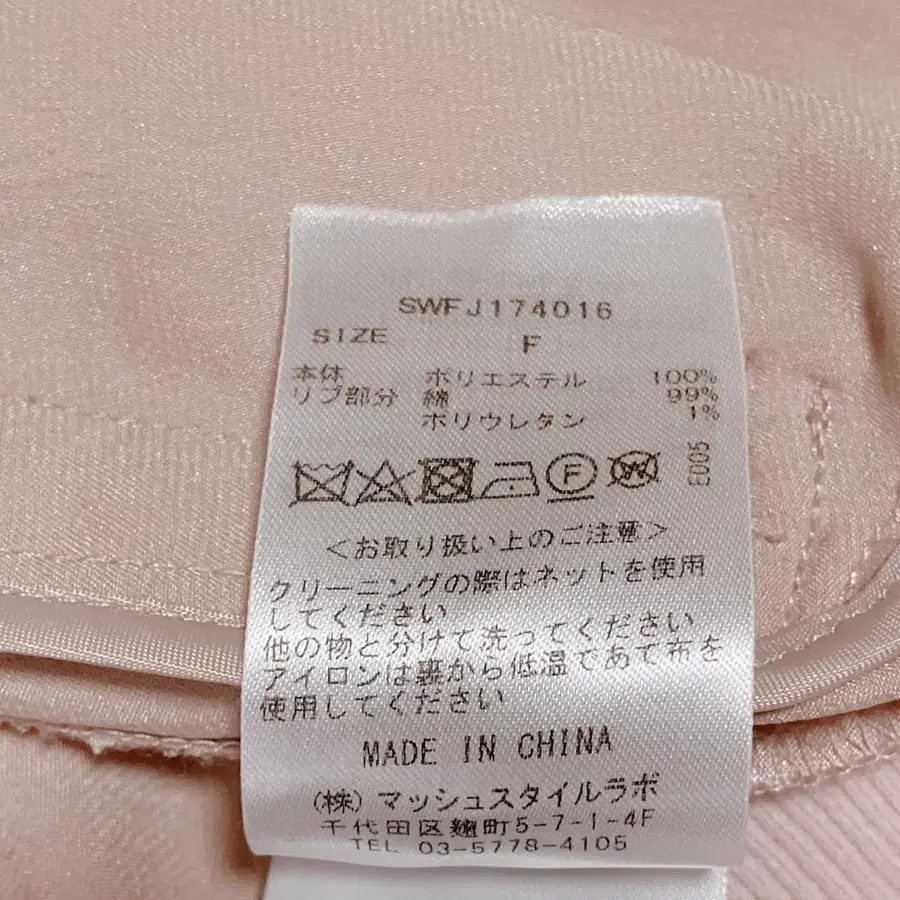 SWFJ174016
SIZE F
本体 ポリエステル 100%
リブ部分 綿 99%
ポリウレタン 1%
F W
E005
<お取り扱い上のご注意>
クリーニングの際はネットを使用
してください
他の物と分けて洗ってください
アイロンは裏から低温であて布を
使用してください
MADE IN CHINA
(株)マッシュスタイルラボ
千代田区麹町5-7-1-4F
TEL 03-5778-4105